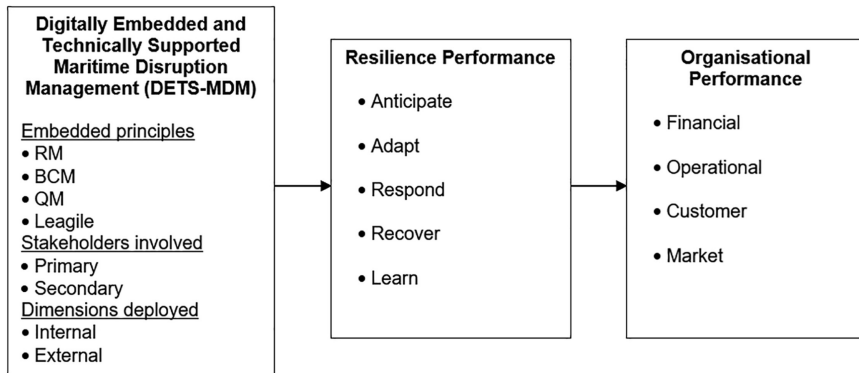 Digitally Embedded and
Technically Supported
Maritime Disruption
Management (DETS-MDM)
Embedded principles
• RM
• BCM
• QM
• Leagile
Stakeholders involved
• Primary
• Secondary
Dimensions deployed
• Internal
• External
Resilience Performance
• Anticipate
• Adapt
• Respond
• Recover
• Learn
Organisational
Performance
• Financial
• Operational
• Customer
• Market